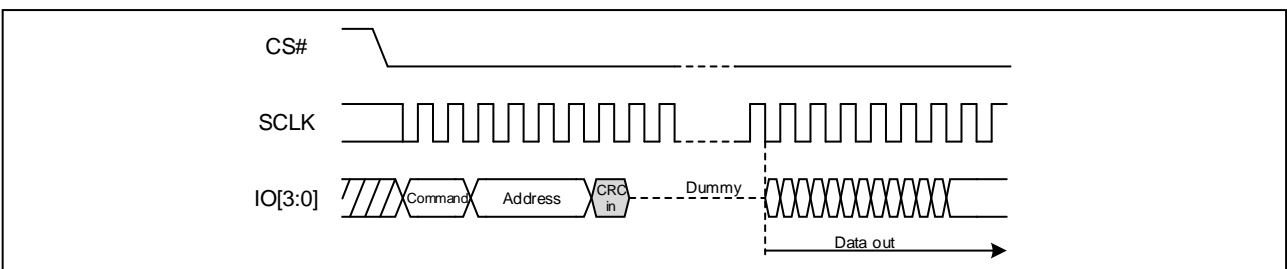 CS#
SCLK
IO[3:0]
Command
Address
CRC
in
Dummy
Data out